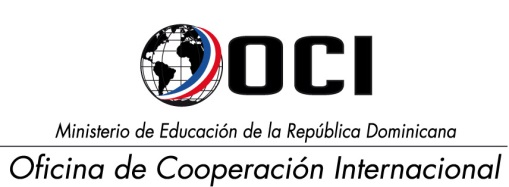 OCI
Ministerio de Educación de la República Dominicana
Oficina de Cooperación Internacional